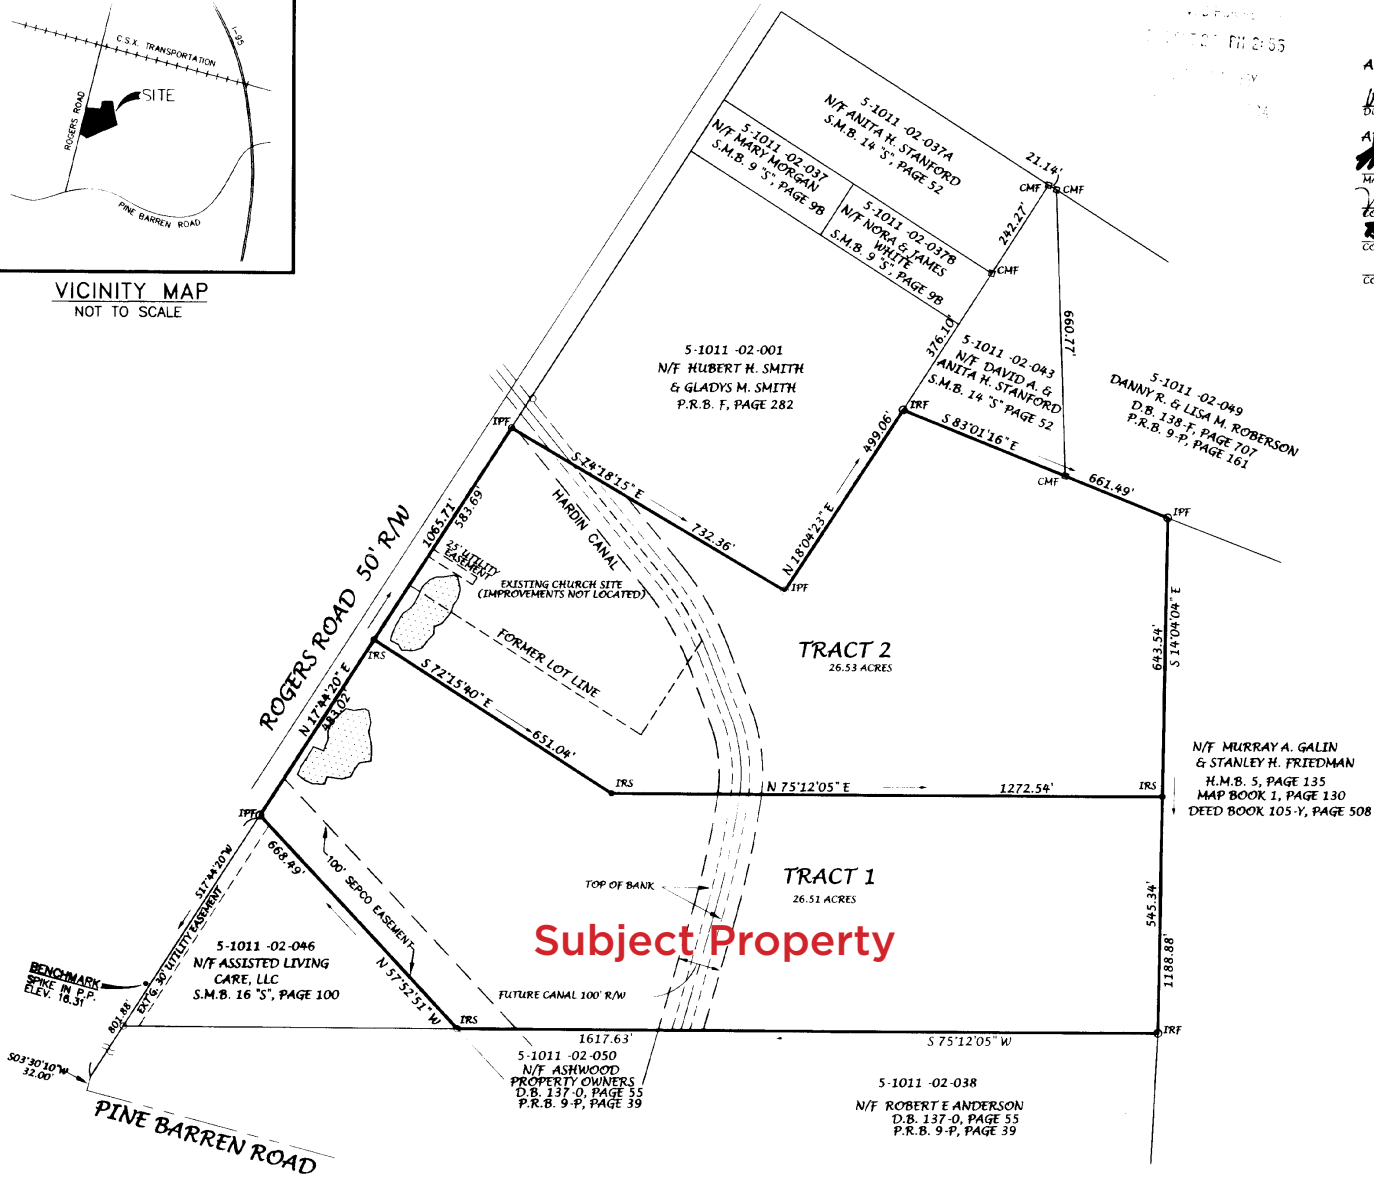 I-95
C.S.X. TRANSPORTATION
SITE
ROGERS ROAD
PINE BARREN ROAD
VICINITY MAP
NOT TO SCALE
PM 2:55
5-1011 -02-037A
N/F ANITA H. STANFORD
S.M.B. 14 "S", PAGE 52
5-1011 -02-037
N/F MARY MORGAN
S.M.B. 9 "S", PAGE 9B
5-1011 -02-037B
N/F NORA & JAMES
WHITE
S.M.B. 9 "S", PAGE 9B
21.14'
CMF
CMF
242.27'
CMF
376.10'
660.77'
5-1011 -02-001
N/F HUBERT H. SMITH
& GLADYS M. SMITH
P.R.B. F, PAGE 282
5-1011 -02-043
N/F DAVID A. &
ANITA H. STANFORD
S.M.B. 14 "S" PAGE 52
5-1011 -02-049
DANNY R. & LISA M. ROBERSON
D.B. 138-F, PAGE 707
P.R.B. 9-P, PAGE 161
IRF
S 83°01'16" E
661.49'
CMF
IPF
IPF
S 74°18'15" E
732.36'
N 18°04'23" E
499.06'
IPF
HARDIN CANAL
1065.71'
583.69'
25' UTILITY
EASEMENT
EXISTING CHURCH SITE
(IMPROVEMENTS NOT LOCATED)
FORMER LOT LINE
ROGERS ROAD 50' R/W
TRACT 2
26.53 ACRES
643.54'
S 14°04'04" E
IRS
N 17°44'20" E
483.02'
S 72°15'40" E
651.04'
IRS
N 75°12'05" E
1272.54'
IRS
N/F MURRAY A. GALIN
& STANLEY H. FRIEDMAN
H.M.B. 5, PAGE 135
MAP BOOK 1, PAGE 130
DEED BOOK 105-Y, PAGE 508
IPF
668.49'
100' SEPCO EASEMENT
TOP OF BANK
TRACT 1
26.51 ACRES
Subject Property
545.34'
1188.88'
S17°44'20"W
EXT'G. 30' UTILITY EASEMENT
5-1011 -02-046
N/F ASSISTED LIVING
CARE, LLC
S.M.B. 16 "S", PAGE 100
N 57°52'51" W
FUTURE CANAL 100' R/W
BENCHMARK
SPIKE IN P.P.
ELEV. 16.31
801.88'
IRS
1617.63'
S 75°12'05" W
IRF
S03°30'10"W
32.00'
5-1011 -02-050
N/F ASHWOOD
PROPERTY OWNERS
D.B. 137-O, PAGE 55
P.R.B. 9-P, PAGE 39
5-1011 -02-038
N/F ROBERT E ANDERSON
D.B. 137-O, PAGE 55
P.R.B. 9-P, PAGE 39
PINE BARREN ROAD